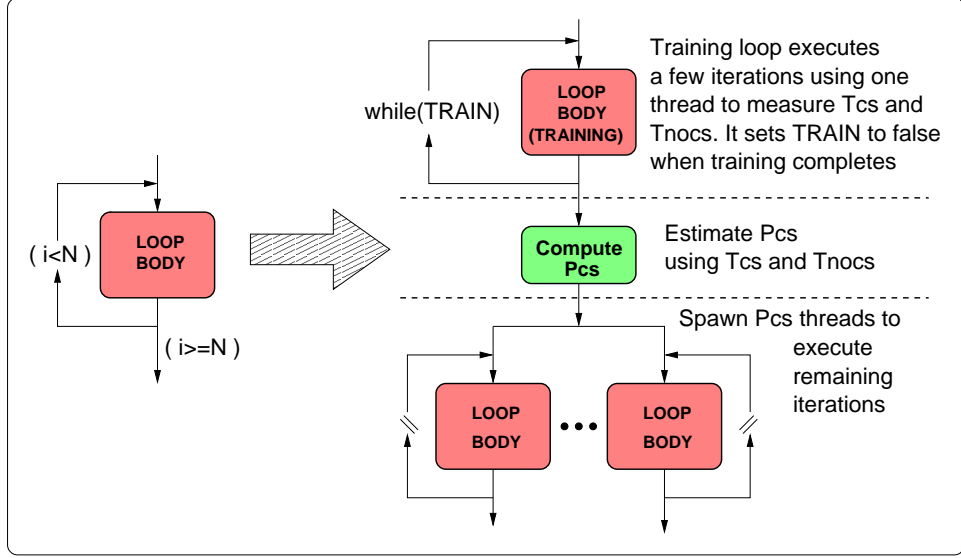 ( i<N )
LOOP
BODY
( i>=N )
while(TRAIN)
LOOP
BODY
(TRAINING)
Training loop executes
a few iterations using one
thread to measure Tcs and
Tnocs. It sets TRAIN to false
when training completes
Compute
Pcs
Estimate Pcs
using Tcs and Tnocs
Spawn Pcs threads to
execute
remaining
iterations
LOOP
BODY
LOOP
BODY